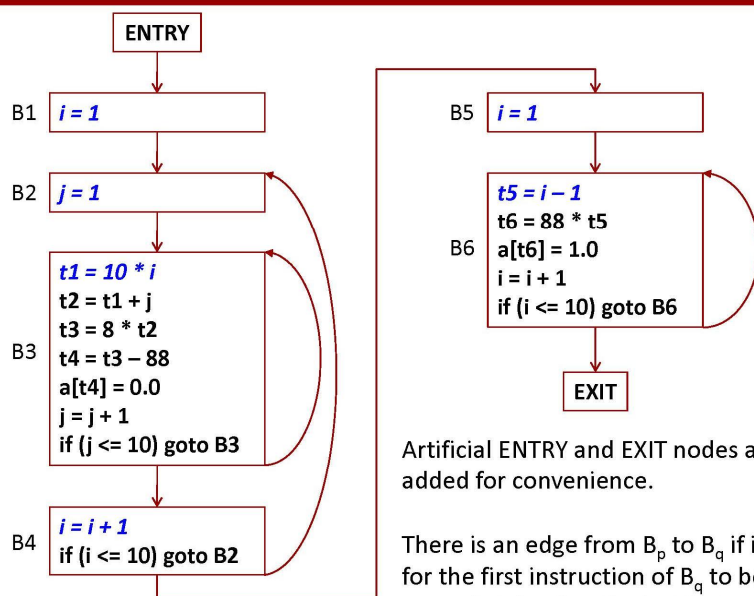 ENTRY
B1
i = 1
B2
j = 1
B3
t1 = 10 * i
t2 = t1 + j
t3 = 8 * t2
t4 = t3 – 88
a[t4] = 0.0
j = j + 1
if (j <= 10) goto B3
B4
i = i + 1
if (i <= 10) goto B2
B5
i = 1
B6
t5 = i – 1
t6 = 88 * t5
a[t6] = 1.0
i = i + 1
if (i <= 10) goto B6
EXIT
Artificial ENTRY and EXIT nodes
added for convenience.
There is an edge from Bp to Bq if
for the first instruction of Bq to